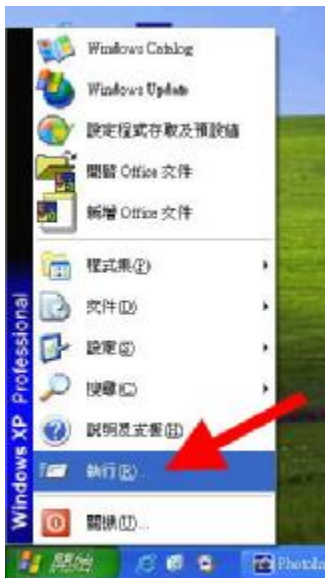 Windows Catalog
Windows Update
設定程式存取及預設值
開啟 Office 文件
新增 Office 文件
程式集(P)
文件(D)
設定(S)
搜尋(C)
說明及支援(H)
執行(R)...
關機(U)...
Windows XP Professional
開始